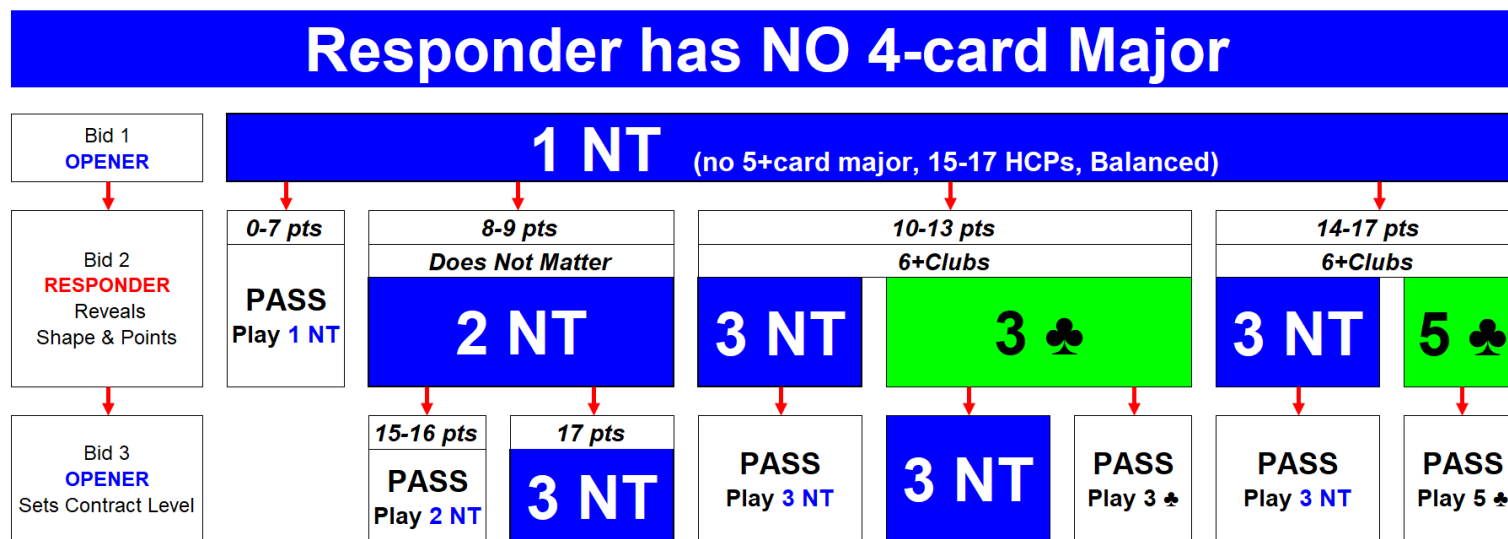 Responder has NO 4-card Major
Bid 1
OPENER
1 NT (no 5+card major, 15-17 HCPs, Balanced)
Bid 2
RESPONDER
Reveals
Shape & Points
0-7 pts
PASS
Play 1 NT
8-9 pts
Does Not Matter
2 NT
10-13 pts
6+Clubs
3 NT
3 ♣
14-17 pts
6+Clubs
3 NT
5 ♣
Bid 3
OPENER
Sets Contract Level
15-16 pts
PASS
Play 2 NT
17 pts
3 NT
PASS
Play 3 NT
3 NT
PASS
Play 3 ♣
PASS
Play 3 NT
PASS
Play 5 ♣